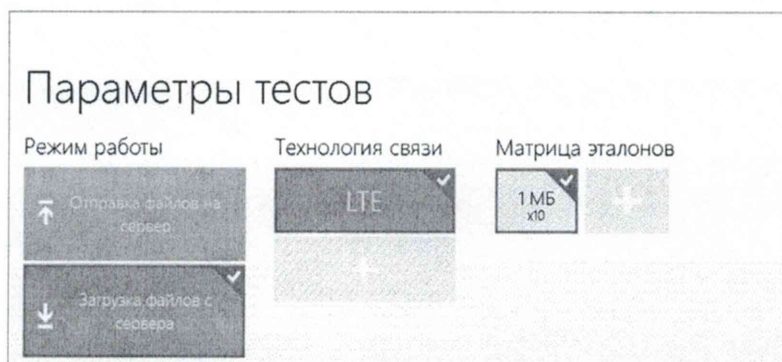 Параметры тестов
Режим работы
Отправка файлов на
сервер
Загрузка файлов с
сервера
Технология связи
LTE
Матрица эталонов
1 МБ
x10